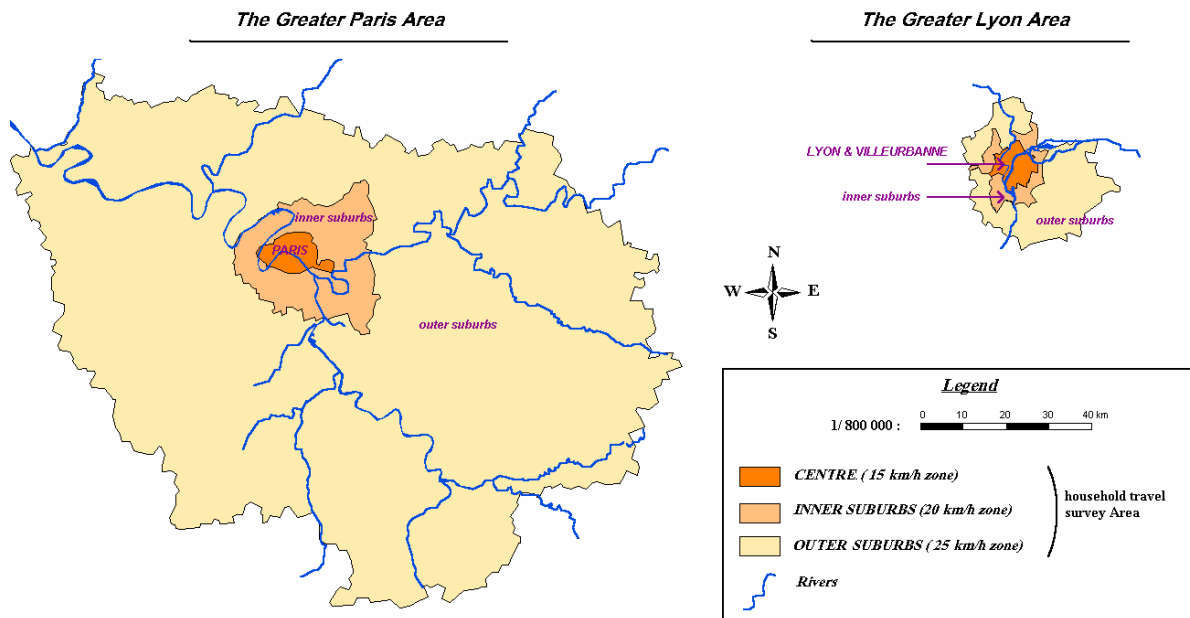 The Greater Paris Area
The Greater Lyon Area
LYON & VILLEURBANNE
inner suburbs
outer suburbs
inner suburbs
PARIS
outer suburbs
N
W E
S
Legend
0 10 20 30 40 km
1/ 800 000 :
CENTRE ( 15 km/h zone)
INNER SUBURBS (20 km/h zone)
OUTER SUBURBS ( 25 km/h zone)
household travel
survey Area
Rivers